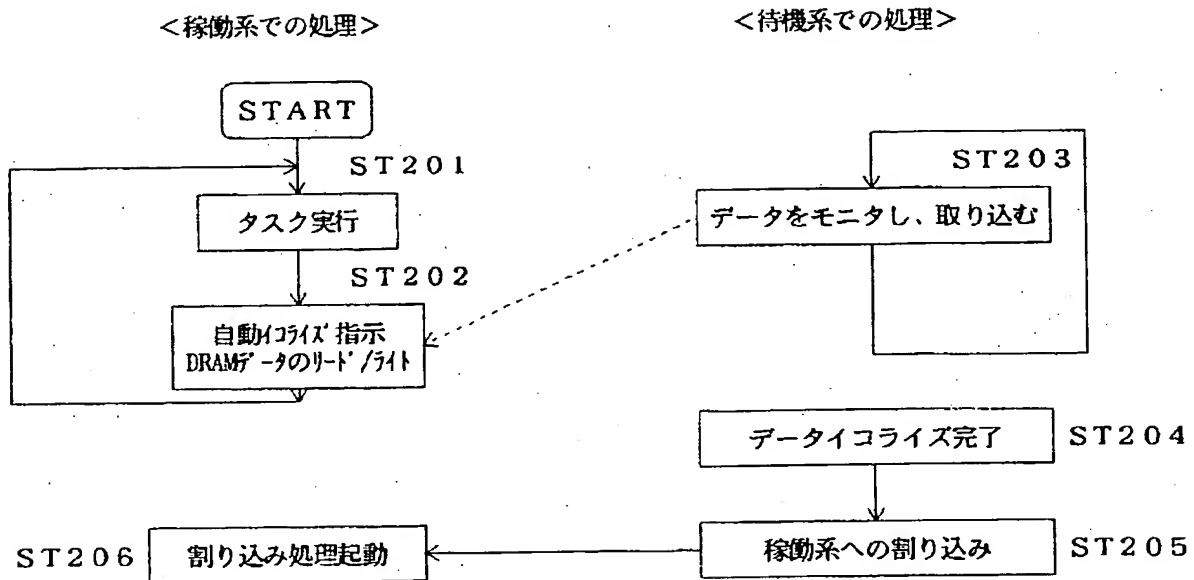 <稼働系での処理>
<待機系での処理>
START
ST201
タスク実行
ST202
自動イコライズ指示
DRAMデータのリード/ライト
ST203
データをモニタし、取り込む
データイコライズ完了
ST204
稼働系への割り込み
ST205
ST206
割り込み処理起動